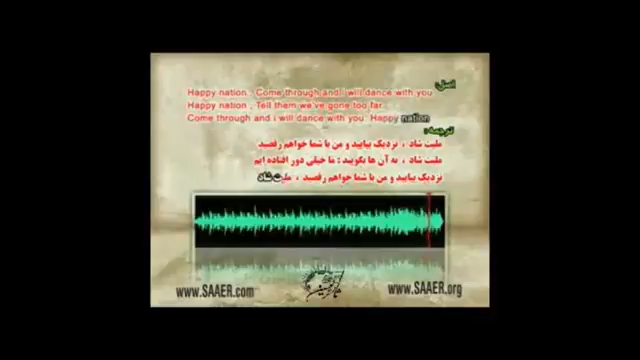 اصل:
Happy nation . Come through and i will dance with you
Happy nation , Tell them we've gone too far
Come through and i will dance with you Happy nation
ترجمه :
ملیت شاد ، نزدیک بیایید و من با شما خواهم رقصید
ملیت شاد ، به آن ها بگویید : ما خیلی دور افتاده ایم
نزدیک بیایید و من با شما خواهم رقصید ، ملیت شاد
www.SAAER.com
www.SAAER.org